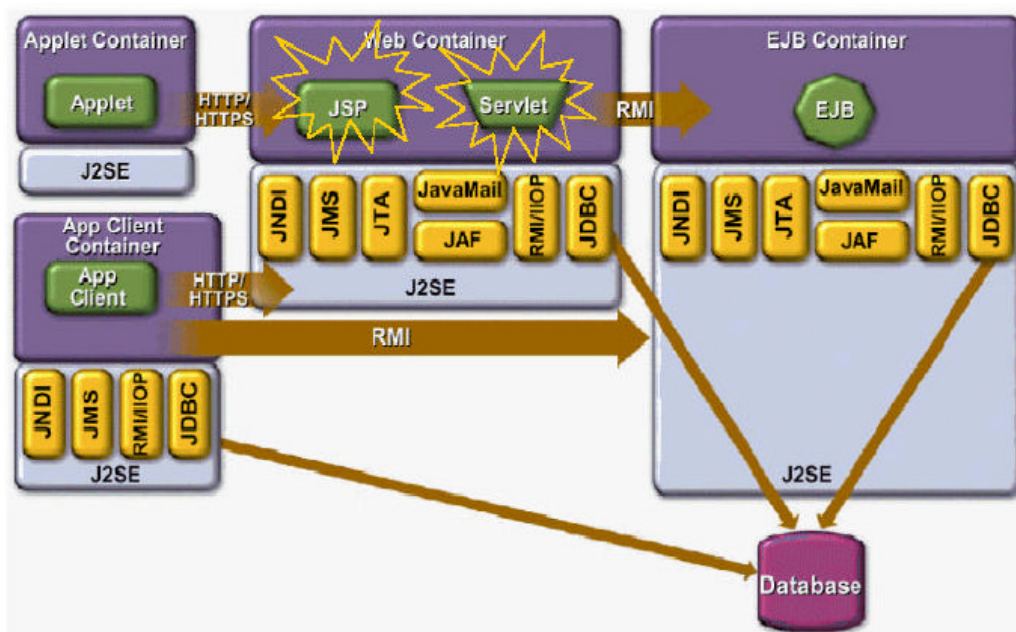 Applet Container
Applet
HTTP/
HTTPS
J2SE
Web Container
JSP
Servlet
RMI
JNDI
JMS
JTA
JavaMail
JAF
RMI/IIOP
JDBC
J2SE
EJB Container
EJB
JNDI
JMS
JTA
JavaMail
JAF
RMI/IIOP
JDBC
J2SE
App Client
Container
App
Client
HTTP/
HTTPS
RMI
JNDI
JMS
RMI/IIOP
JDBC
J2SE
Database